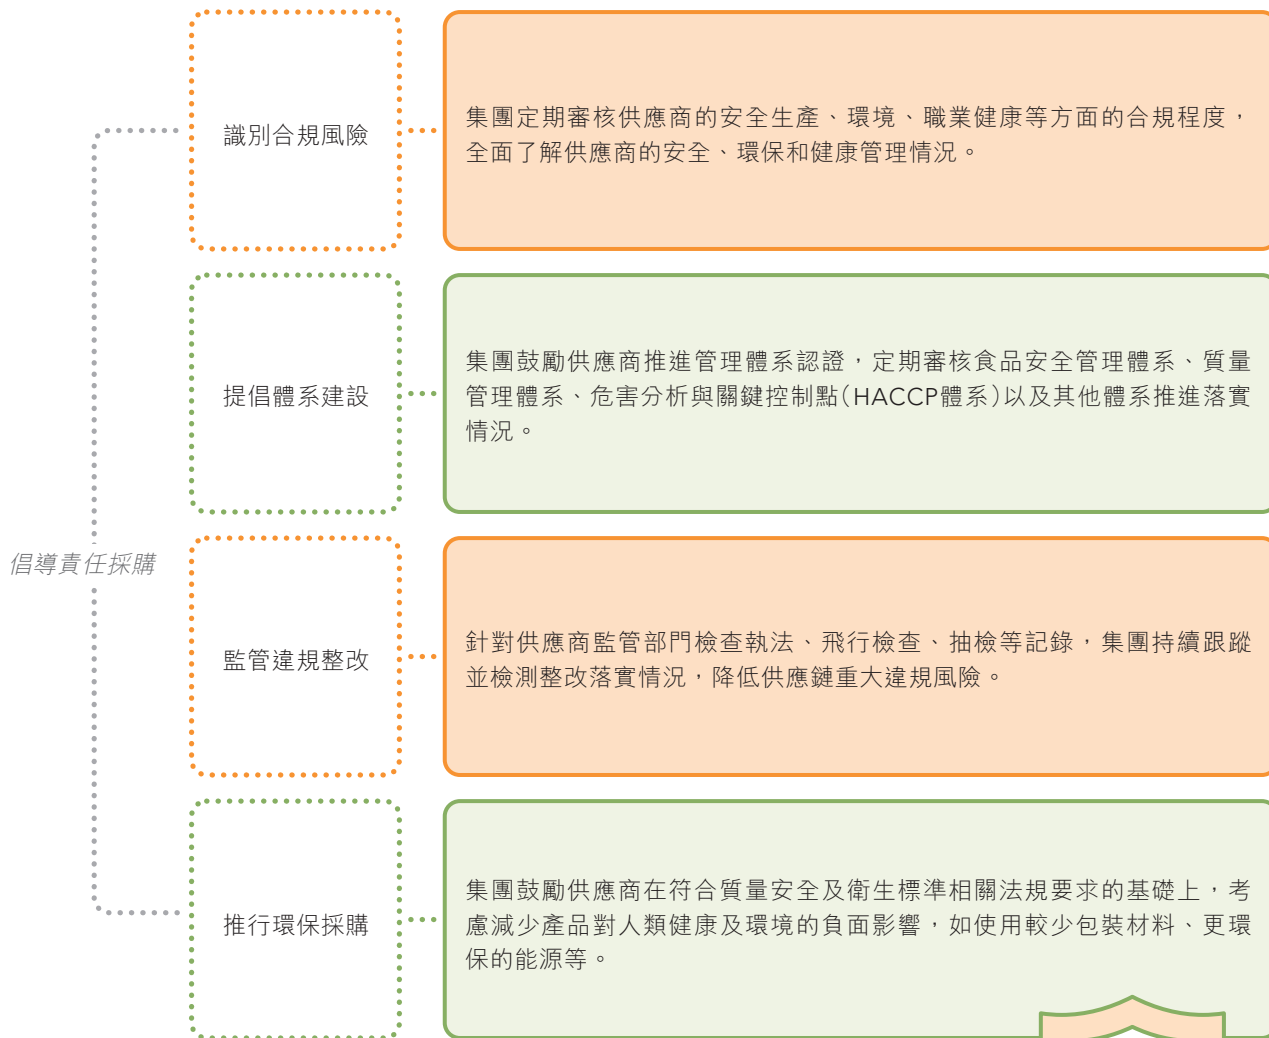 識別合規風險
集團定期審核供應商的安全生產、環境、職業健康等方面的合規程度，
全面了解供應商的安全、環保和健康管理情況。
提倡體系建設
集團鼓勵供應商推進管理體系認證，定期審核食品安全管理體系、質量
管理體系、危害分析與關鍵控制點(HACCP體系)以及其他體系推進落實
情況。
倡導責任採購
監管違規整改
針對供應商監管部門檢查執法、飛行檢查、抽檢等記錄，集團持續跟蹤
並檢測整改落實情況，降低供應鏈重大違規風險。
推行環保採購
集團鼓勵供應商在符合質量安全及衛生標準相關法規要求的基礎上，考
慮減少產品對人類健康及環境的負面影響，如使用較少包裝材料、更環
保的能源等。